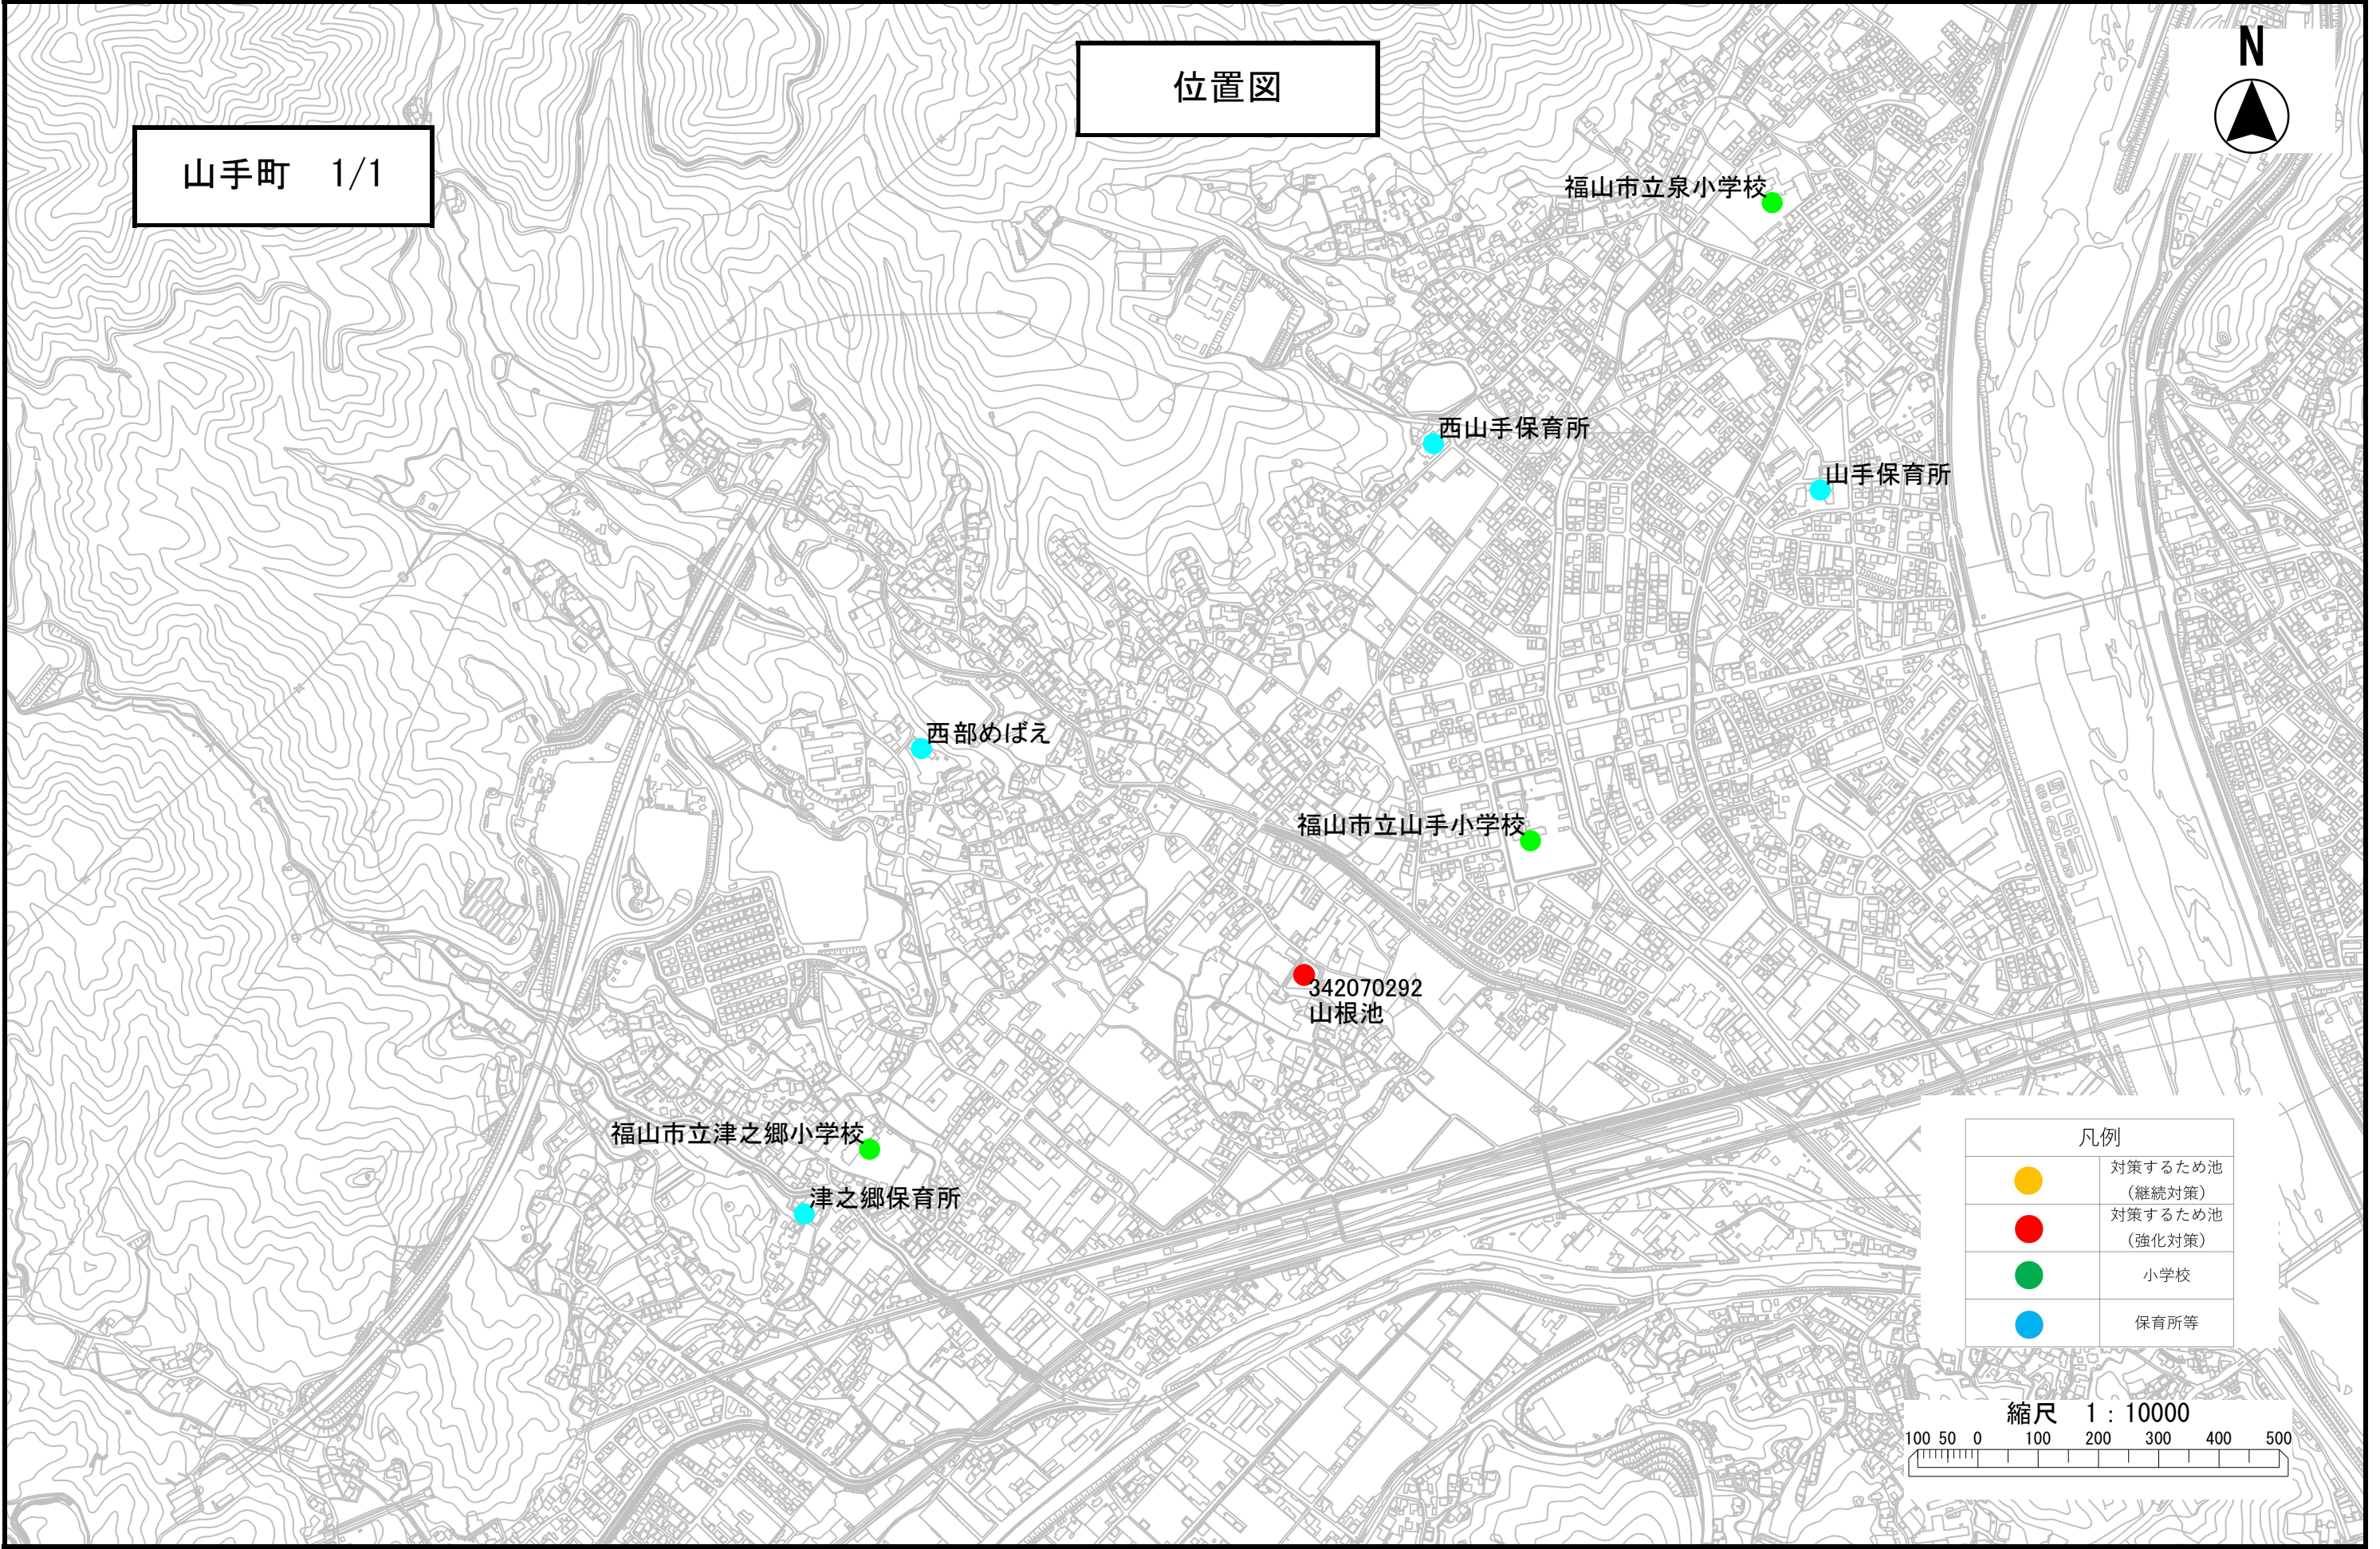 位置図
N
山手町　1/1
福山市立泉小学校
西山手保育所
山手保育所
西部めばえ
福山市立山手小学校
342070292
山根池
福山市立津之郷小学校
津之郷保育所
凡例
対策するため池
（継続対策）
対策するため池
（強化対策）
小学校
保育所等
縮尺　1：10000
100 50 0 100 200 300 400 500